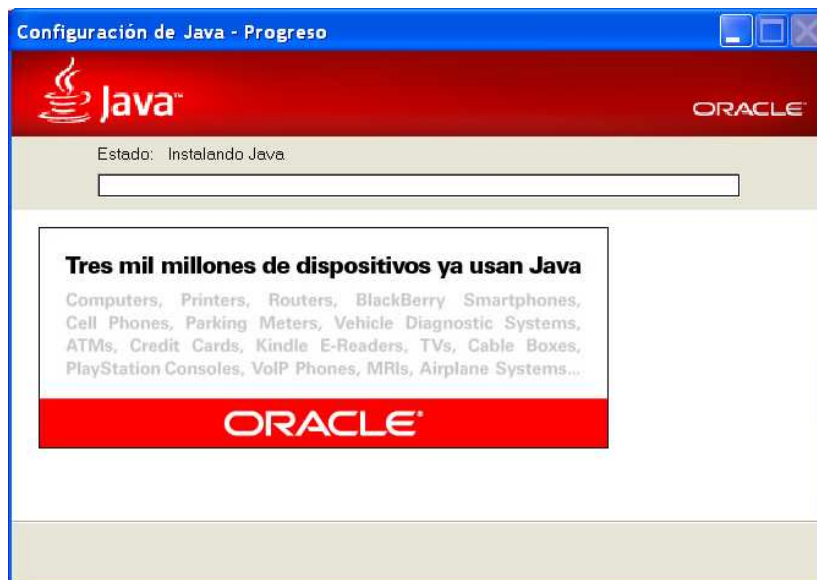 Configuración de Java - Progreso
Java™
ORACLE
Estado: Instalando Java
Tres mil millones de dispositivos ya usan Java
Computers, Printers, Routers, BlackBerry Smartphones,
Cell Phones, Parking Meters, Vehicle Diagnostic Systems,
ATMs, Credit Cards, Kindle E-Readers, TVs, Cable Boxes,
PlayStation Consoles, VoIP Phones, MRIs, Airplane Systems...
ORACLE